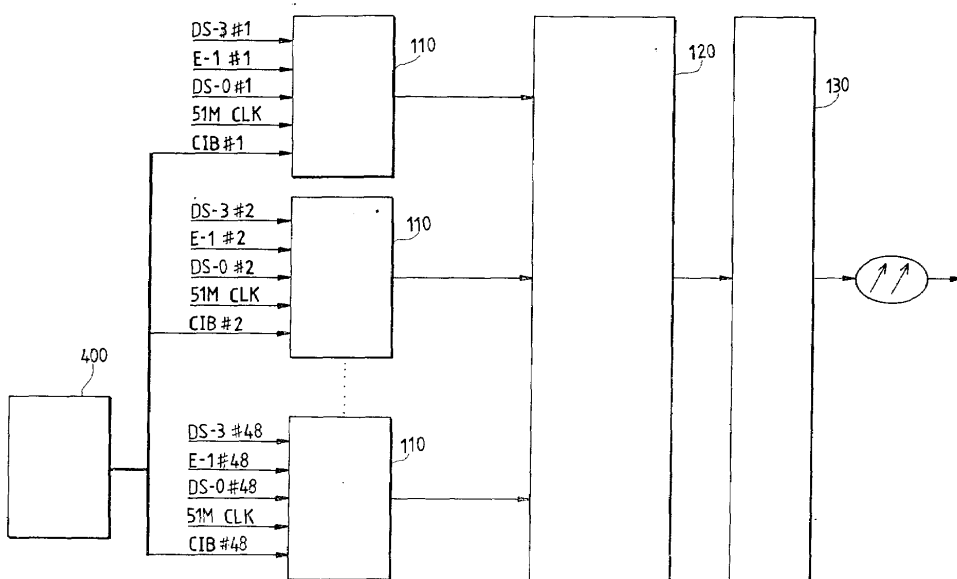 DS-3 #1
E-1 #1
DS-0 #1
51M CLK
CIB #1
110
120
130
DS-3 #2
E-1 #2
DS-0 #2
51M CLK
CIB #2
110
400
DS-3 #48
E-1 #48
DS-0 #48
51M CLK
CIB #48
110